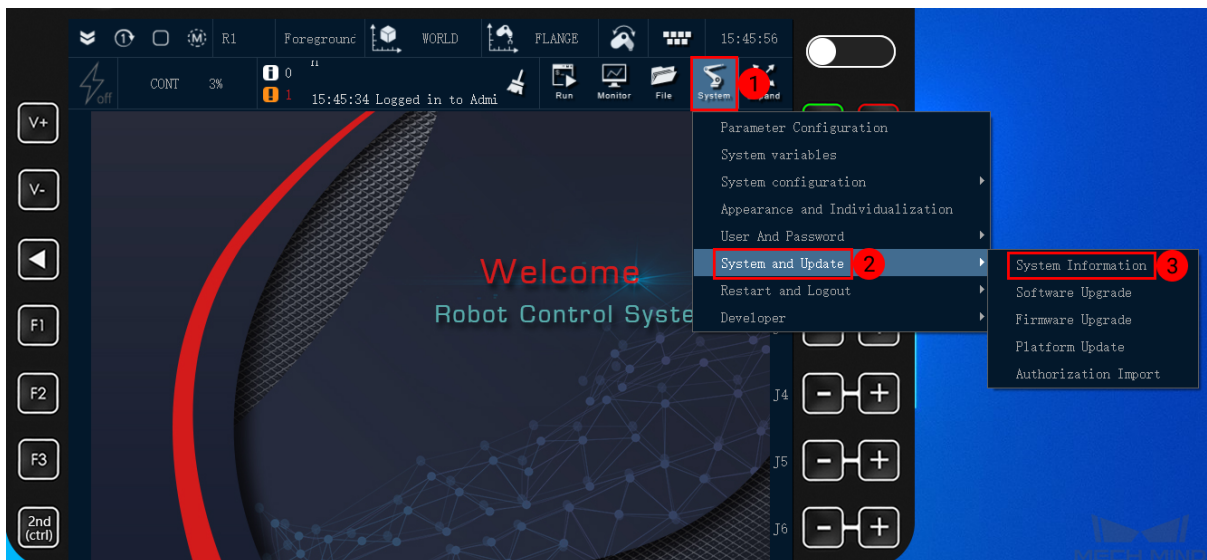 R1 Foreground WORLD FLANGE 15:45:56
off CONT 3% 0
1 15:45:34 Logged in to Admi Run Monitor File System 1
V+
V-
F1
F2
F3
2nd
(ctrl)
Parameter Configuration
System variables
System configuration
Appearance and Individualization
User And Password
System and Update 2
Restart and Logout
Developer
System Information 3
Software Upgrade
Firmware Upgrade
Platform Update
Authorization Import
Welcome
Robot Control Syste
J4 - +
J5 - +
J6 - +
MECH MIND